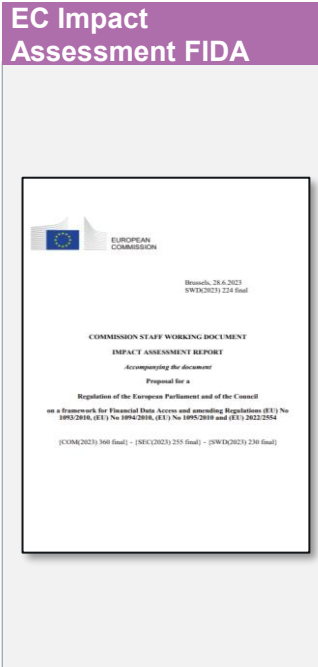 EC Impact
Assessment FIDA
EUROPEAN
COMMISSION
Brussels, 28.6.2023
SWD(2023) 224 final
COMMISSION STAFF WORKING DOCUMENT
IMPACT ASSESSMENT REPORT
Accompanying the document
Proposal for a
Regulation of the European Parliament and of the Council
on a framework for Financial Data Access and amending Regulations (EU) No
1093/2010, (EU) No 1094/2010, (EU) No 1095/2010 and (EU) 2022/2554
{COM(2023) 360 final} - {SEC(2023) 255 final} - {SWD(2023) 230 final}